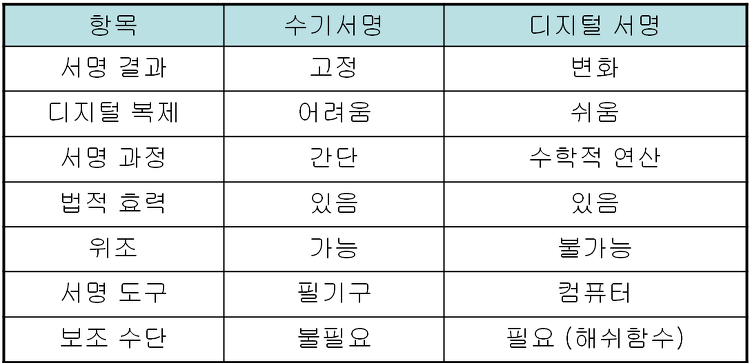 항목 수기서명 디지털 서명
서명 결과 고정 변화
디지털 복제 어려움 쉬움
서명 과정 간단 수학적 연산
법적 효력 있음 있음
위조 가능 불가능
서명 도구 필기구 컴퓨터
보조 수단 불필요 필요 (해쉬함수)